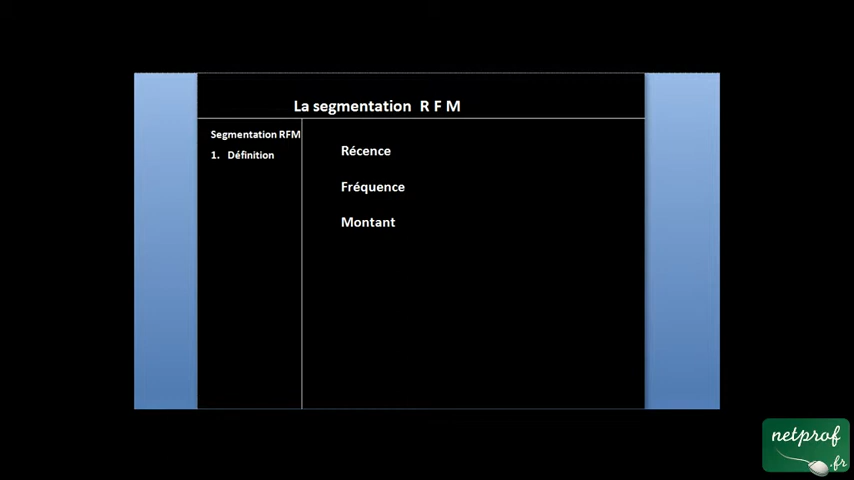 La segmentation R F M
Segmentation RFM
1. Définition
Récence
Fréquence
Montant
netprof
.fr